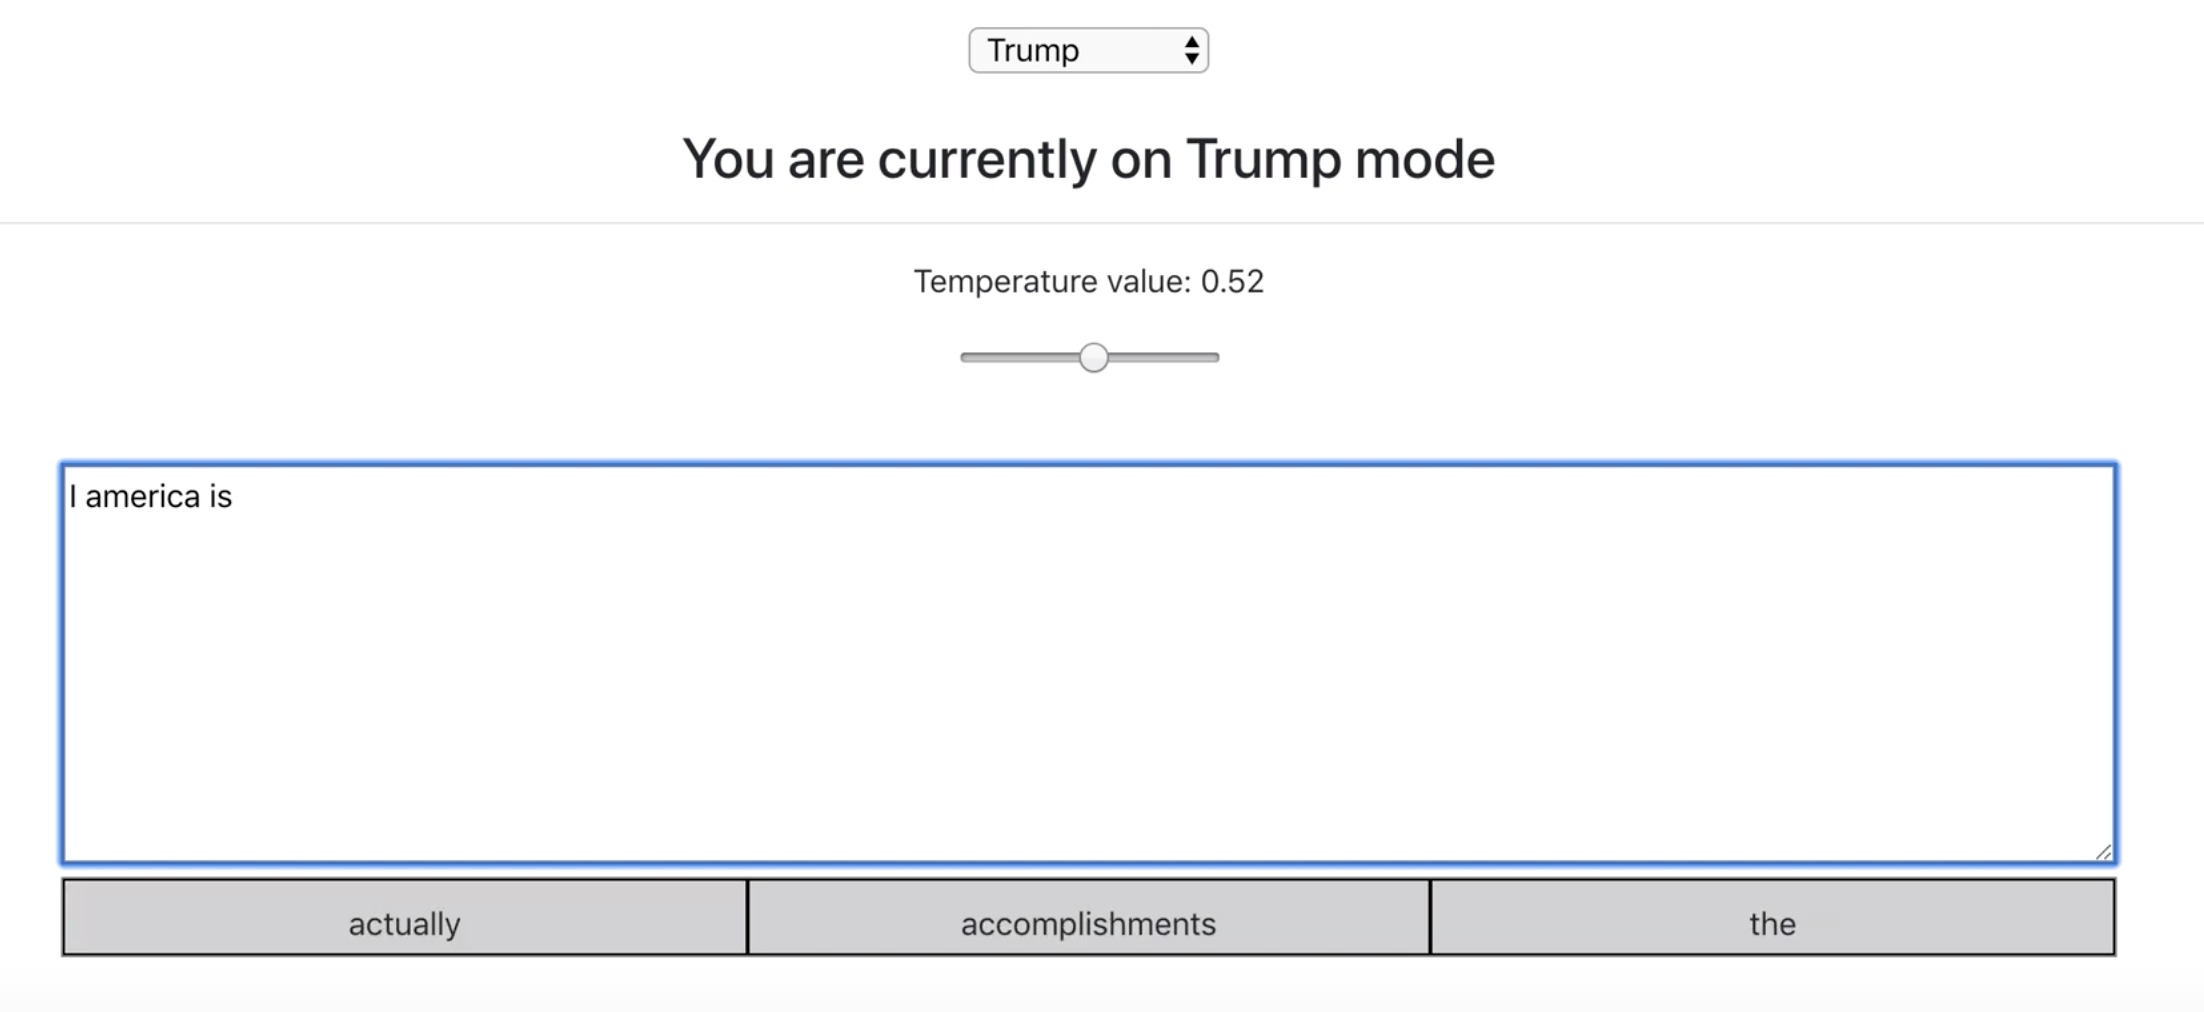 Trump
You are currently on Trump mode
Temperature value: 0.52
I america is
actually accomplishments the